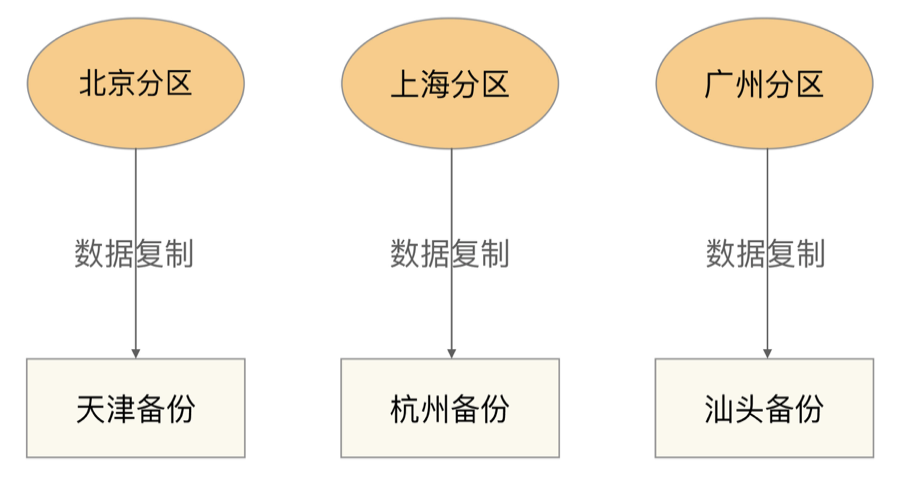 北京分区
上海分区
广州分区
数据复制
数据复制
数据复制
天津备份
杭州备份
汕头备份